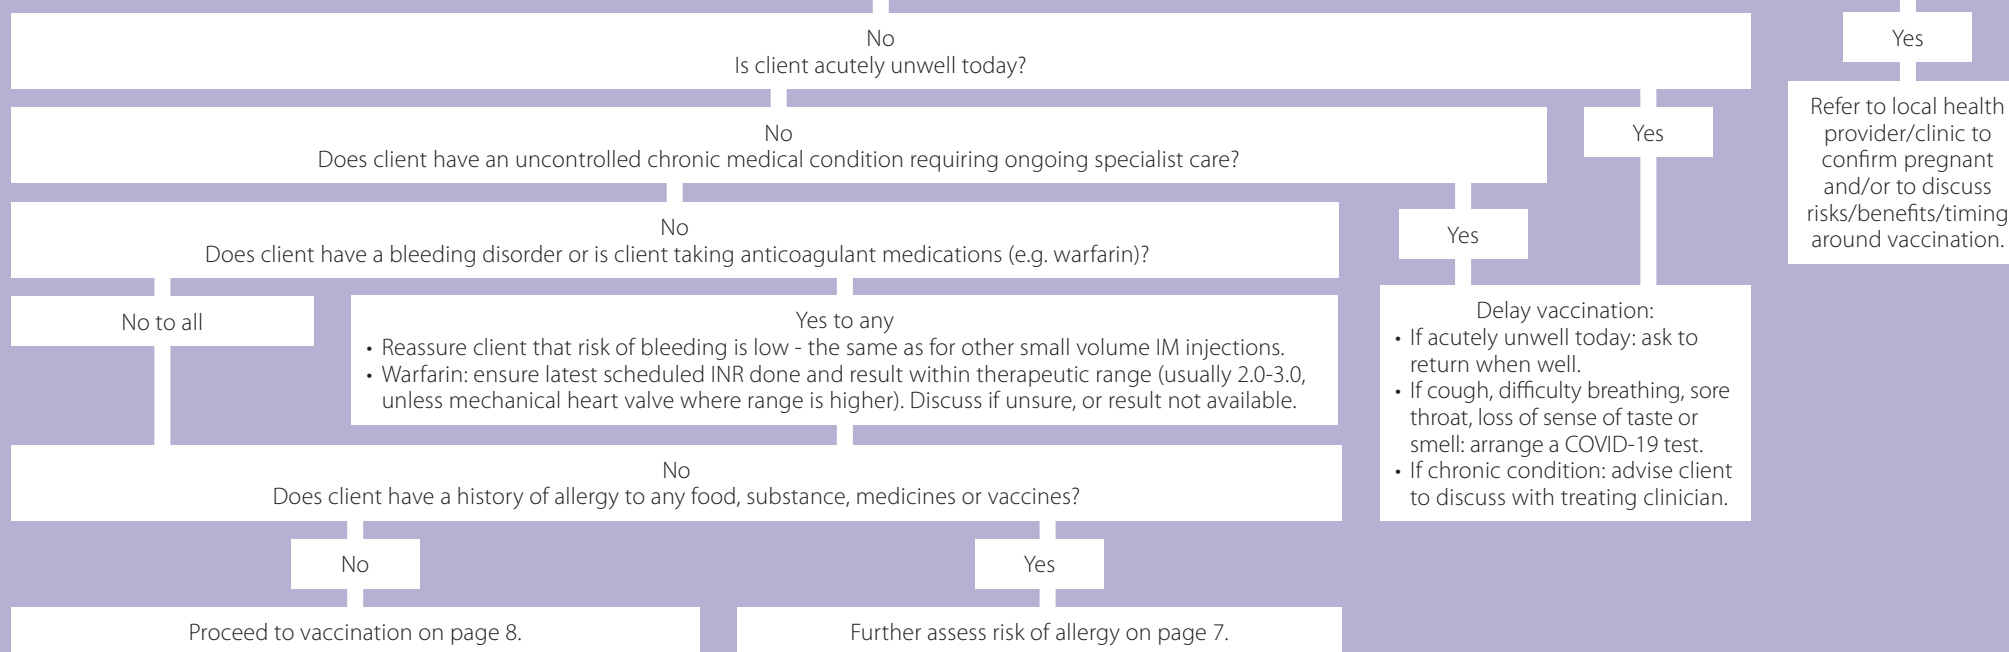 No
Is client acutely unwell today?
Yes
Refer to local health
provider/clinic to
confirm pregnant
and/or to discuss
risks/benefits/timing
around vaccination.
No
Does client have an uncontrolled chronic medical condition requiring ongoing specialist care?
Yes
No
Does client have a bleeding disorder or is client taking anticoagulant medications (e.g. warfarin)?
Yes
No to all
Yes to any
• Reassure client that risk of bleeding is low - the same as for other small volume IM injections.
• Warfarin: ensure latest scheduled INR done and result within therapeutic range (usually 2.0-3.0,
unless mechanical heart valve where range is higher). Discuss if unsure, or result not available.
Delay vaccination:
• If acutely unwell today: ask to
return when well.
• If cough, difficulty breathing, sore
throat, loss of sense of taste or
smell: arrange a COVID-19 test.
• If chronic condition: advise client
to discuss with treating clinician.
No
Does client have a history of allergy to any food, substance, medicines or vaccines?
No
Yes
Proceed to vaccination on page 8.
Further assess risk of allergy on page 7.